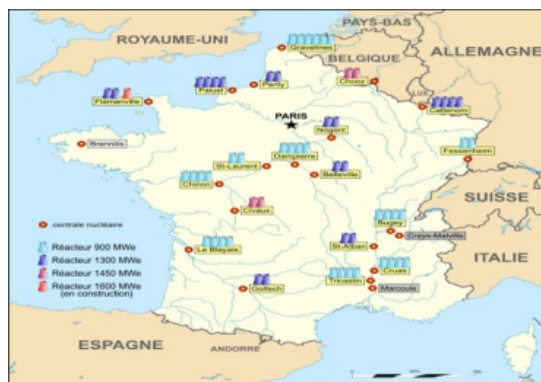 PAYS-BAS
ROYAUME-UNI
ALLEMAGNE
Gravelines
BELGIQUE
Chooz
Penly
Paluel
LUX.
Flamanville
Cattenom
PARIS
Nogent
Brennilis
Fessenheim
Dampierre
St-Laurent
Belleville
Chinon
SUISSE
Civaux
centrale nucléaire
Bugey
Creys-Malville
Réacteur 900 MWe
St-Alban
Le Blayais
ITALIE
Réacteur 1300 MWe
Réacteur 1450 MWe
Cruas
Réacteur 1600 MWe
(en construction)
Tricastin
Golfech
Marcoule
ESPAGNE
ANDORRE